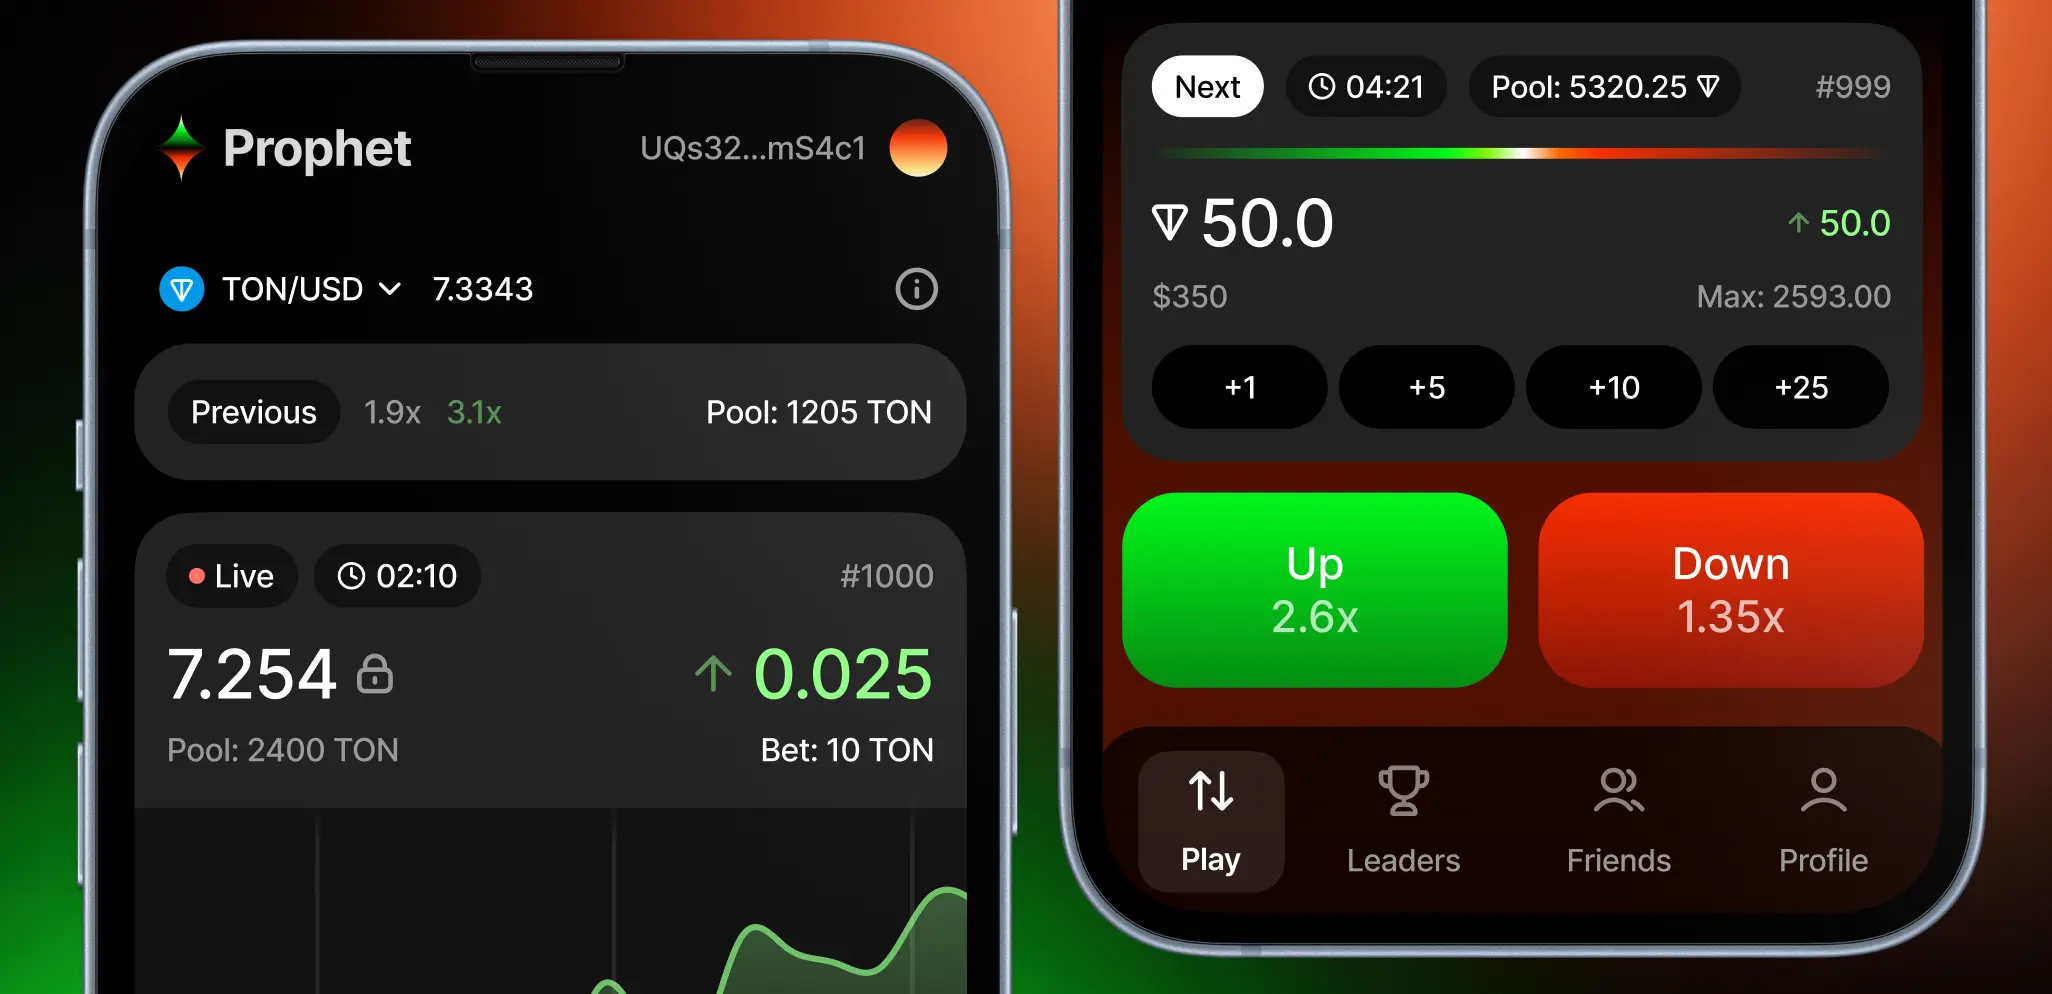 Prophet
UQs32...mS4c1
TON/USD 7.3343
Previous 1.9x 3.1x Pool: 1205 TON
Live 02:10 #1000
7.254 ↑ 0.025
Pool: 2400 TON Bet: 10 TON
Next 04:21 Pool: 5320.25 #999
50.0 ↑ 50.0
$350 Max: 2593.00
+1 +5 +10 +25
Up Down
2.6x 1.35x
Play Leaders Friends Profile